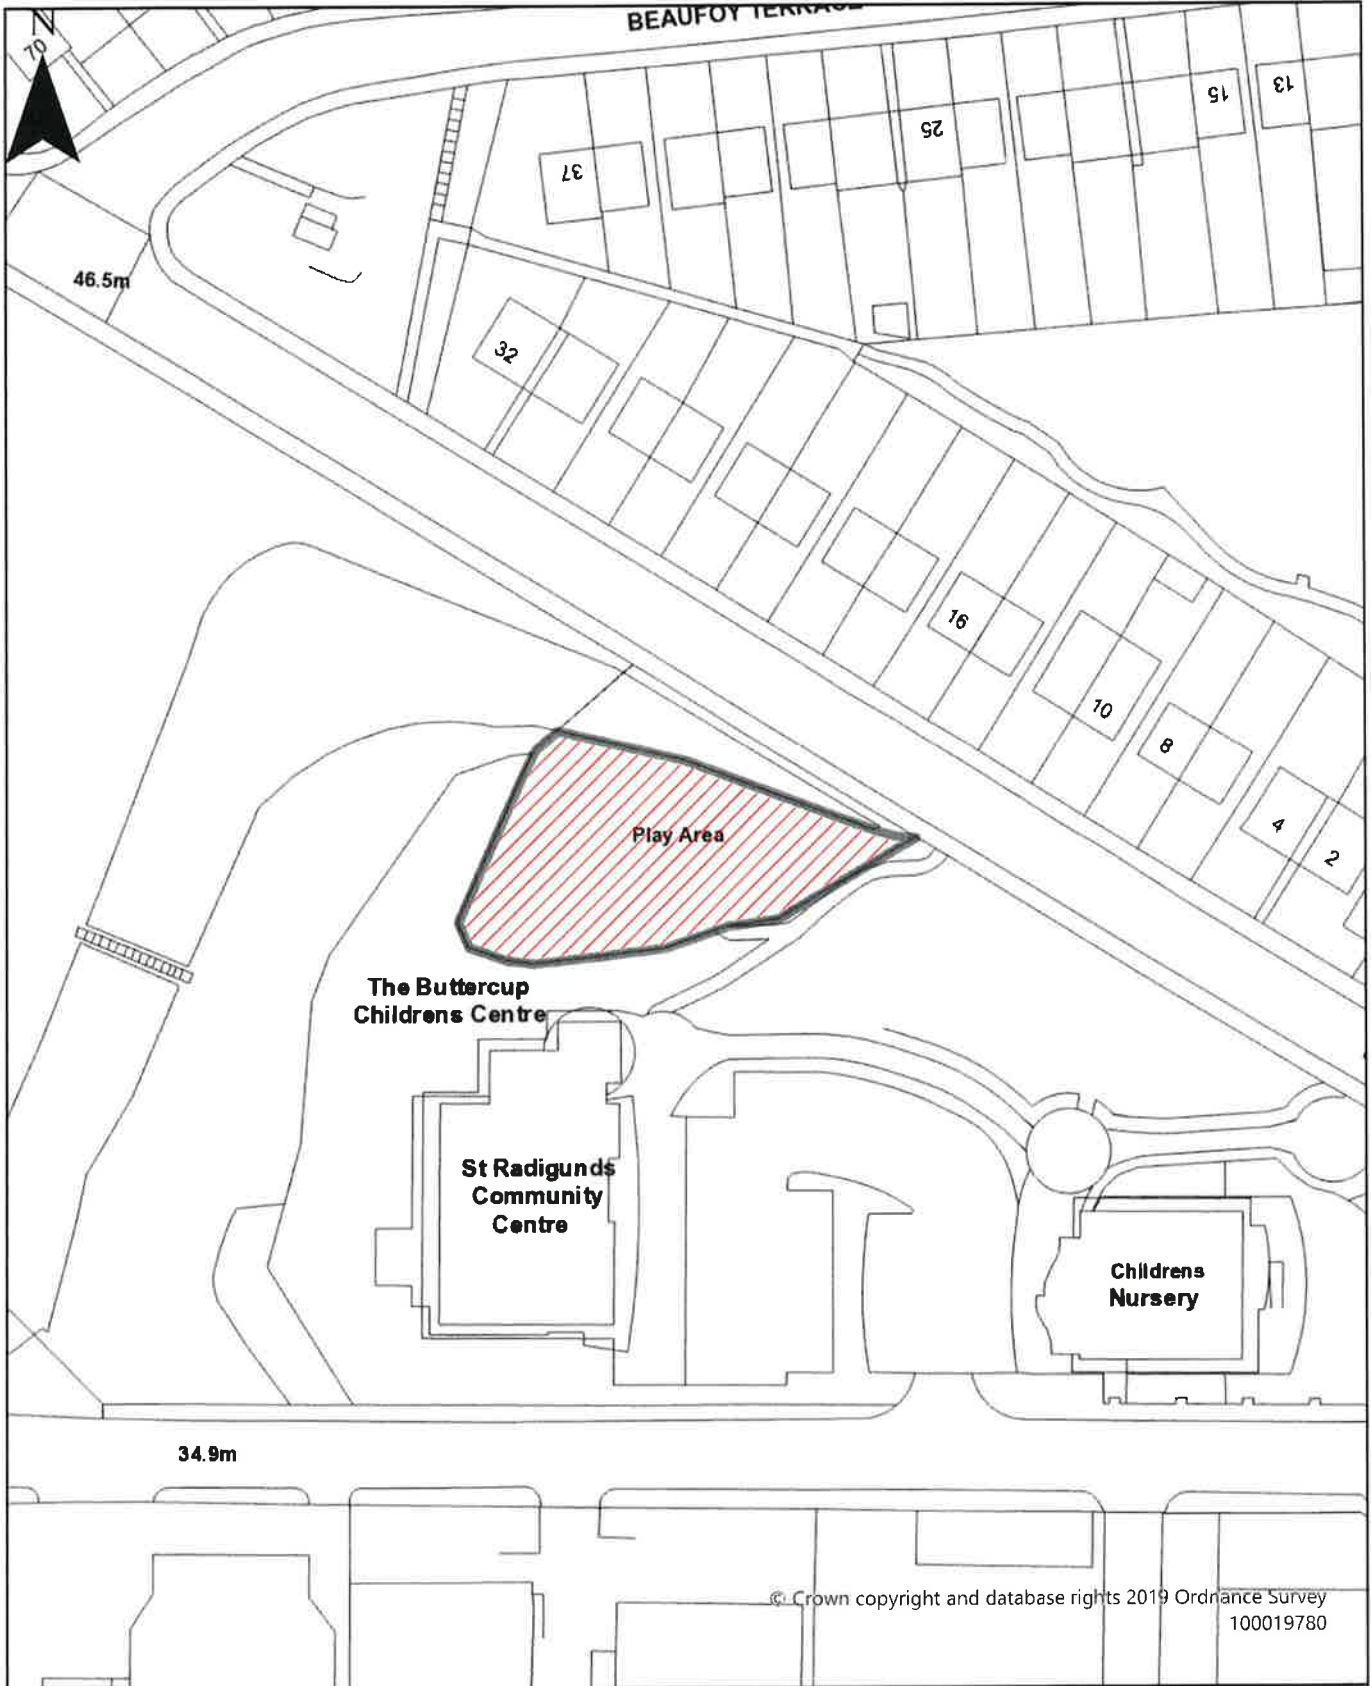 BEAUFOY TERRACE
N
70
13
15
25
37
46.5m
32
16
10
8
4
2
Play Area
The Buttercup
Childrens Centre
St Radigunds
Community
Centre
Childrens
Nursery
34.9m
© Crown copyright and database rights 2019 Ordnance Survey
100019780